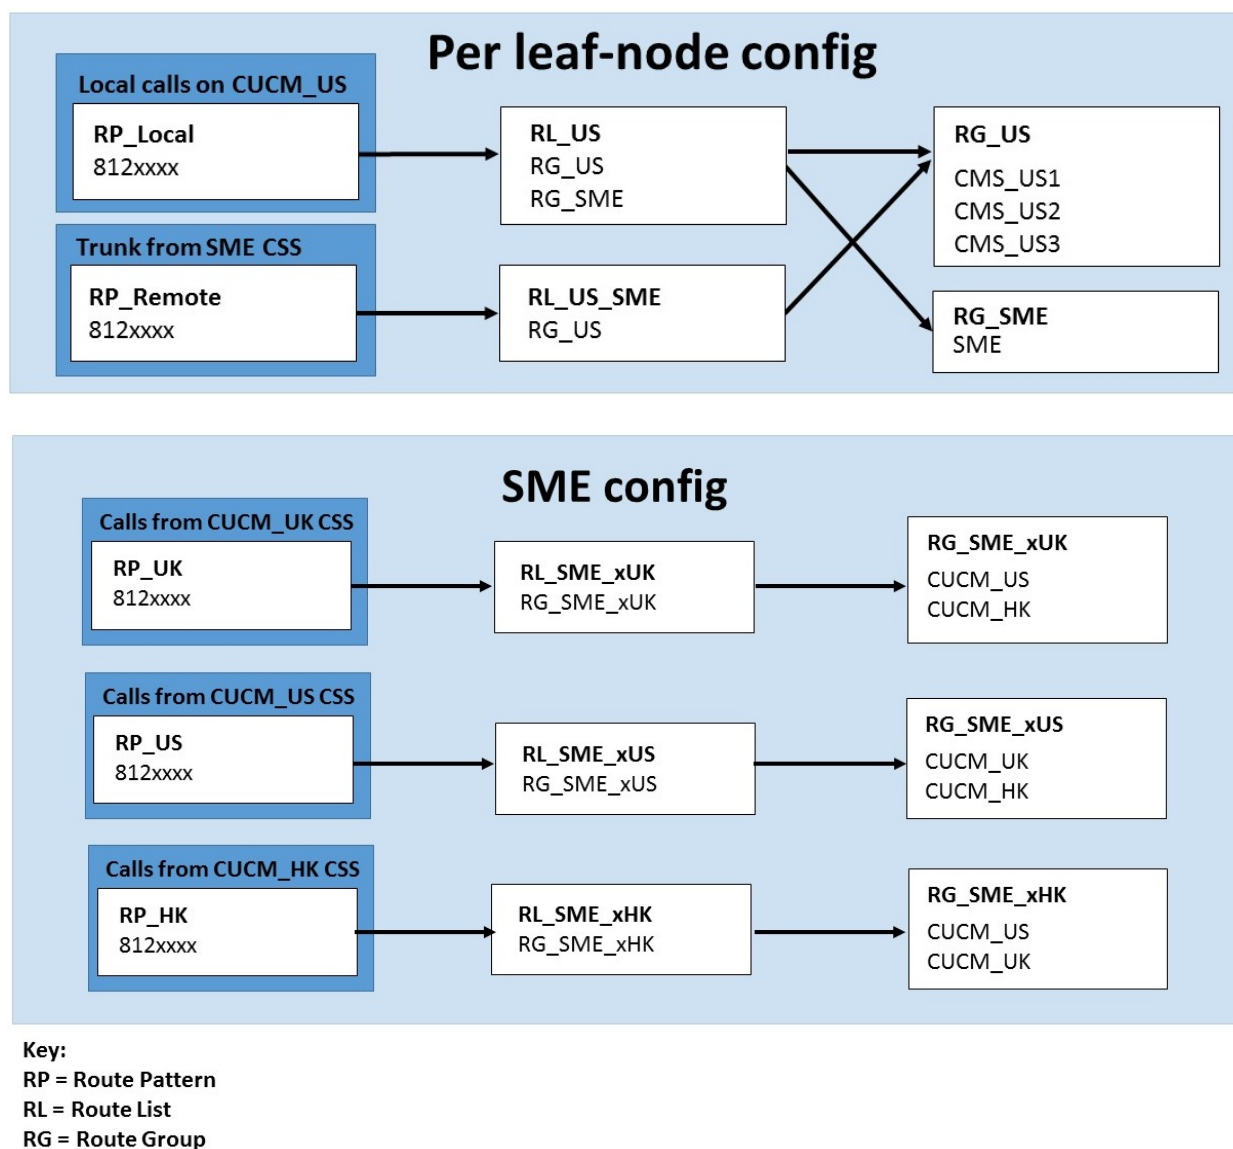 Per leaf-node config
Local calls on CUCM_US
RP_Local
812xxxx
RL_US
RG_US
RG_SME
RG_US
CMS_US1
CMS_US2
CMS_US3
Trunk from SME CSS
RP_Remote
812xxxx
RL_US_SME
RG_US
RG_SME
SME
SME config
Calls from CUCM_UK CSS
RP_UK
812xxxx
RL_SME_xUK
RG_SME_xUK
RG_SME_xUK
CUCM_US
CUCM_HK
Calls from CUCM_US CSS
RP_US
812xxxx
RL_SME_xUS
RG_SME_xUS
RG_SME_xUS
CUCM_UK
CUCM_HK
Calls from CUCM_HK CSS
RP_HK
812xxxx
RL_SME_xHK
RG_SME_xHK
RG_SME_xHK
CUCM_US
CUCM_UK
Key:
RP = Route Pattern
RL = Route List
RG = Route Group